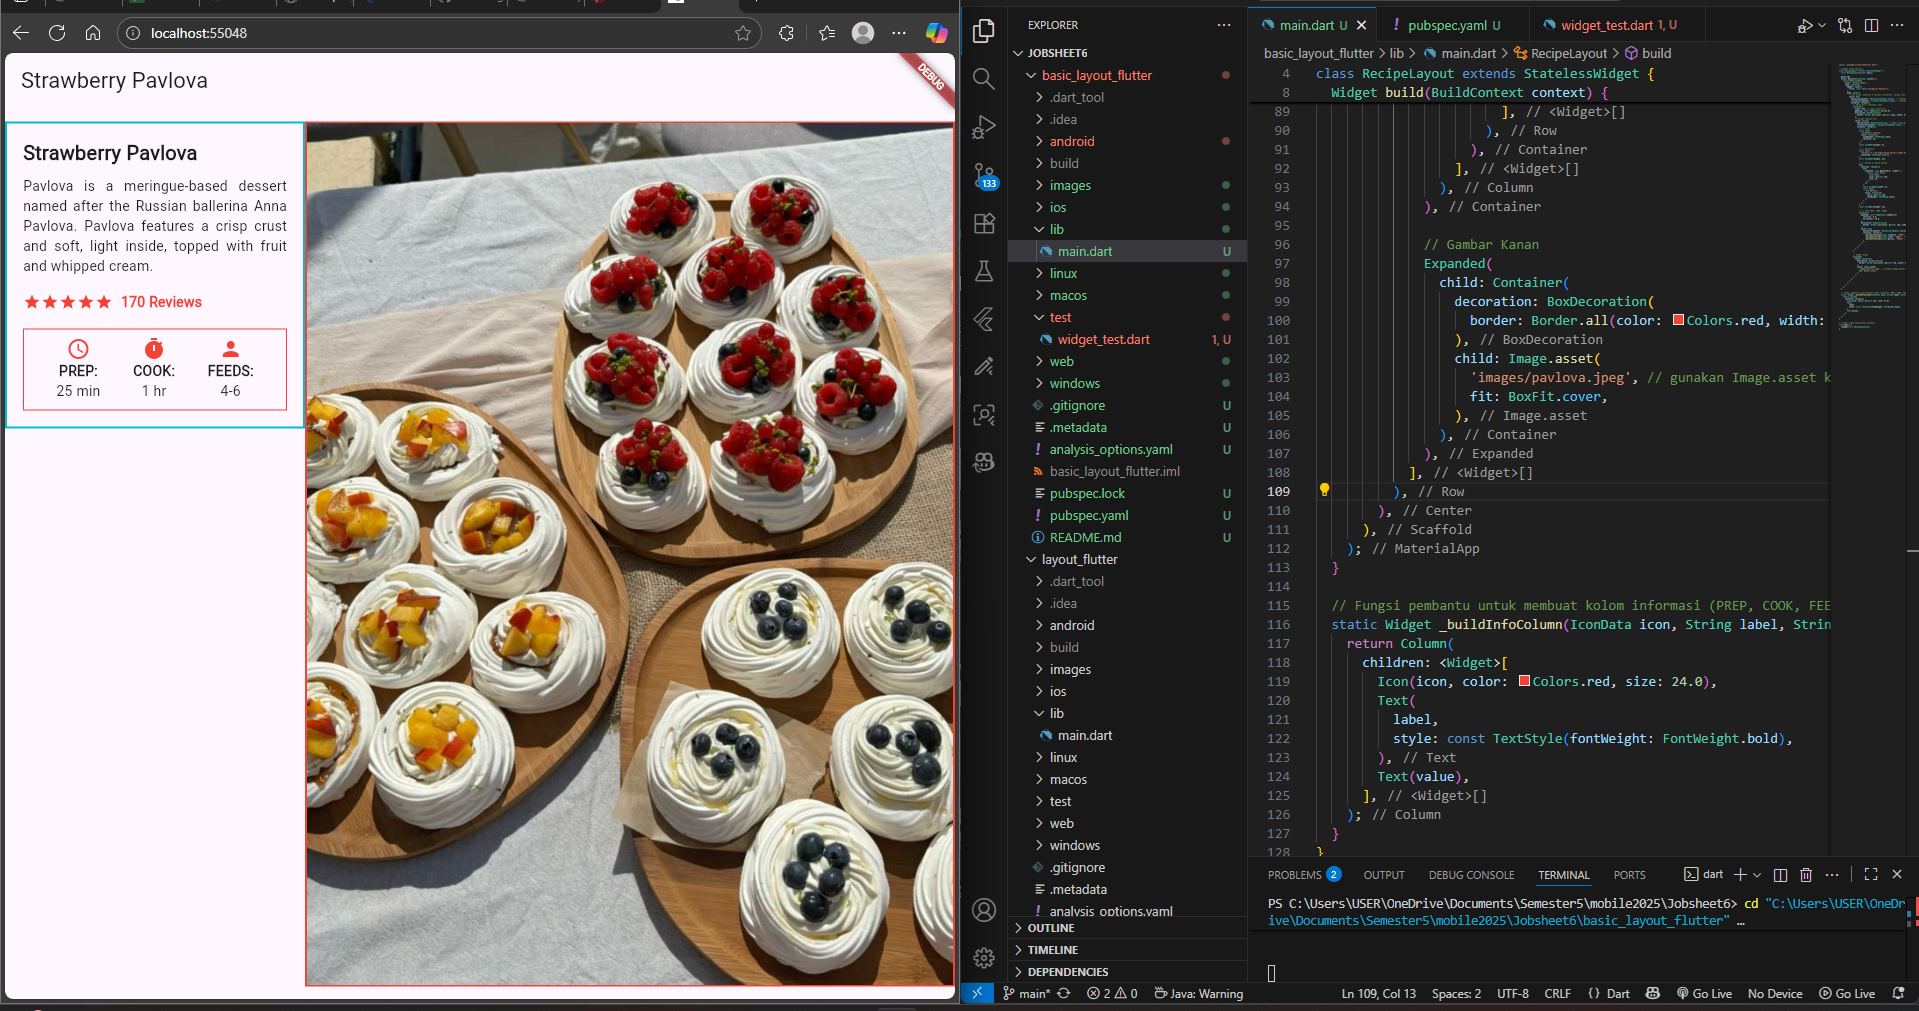 localhost:55048
Strawberry Pavlova
DEBUG
Strawberry Pavlova
Pavlova is a meringue-based dessert
named after the Russian ballerina Anna
Pavlova. Pavlova features a crisp crust
and soft, light inside, topped with fruit
and whipped cream.
170 Reviews
PREP:
COOK:
FEEDS:
25 min
1 hr
4-6
EXPLORER
JOBSHEET6
basic_layout_flutter
.dart_tool
.idea
android
build
133
images
ios
lib
main.dart U
linux
macos
test
widget_test.dart 1, U
web
windows
.gitignore U
.metadata U
analysis_options.yaml U
basic_layout_flutter.iml
pubspec.lock U
pubspec.yaml U
README.md U
layout_flutter
.dart_tool
.idea
android
build
images
ios
lib
main.dart
linux
macos
test
web
windows
.gitignore
.metadata
analysis_options.yaml
OUTLINE
TIMELINE
DEPENDENCIES
main.dart U
pubspec.yaml U
widget_test.dart 1, U
basic_layout_flutter > lib > main.dart > RecipeLayout > build
4 class RecipeLayout extends StatelessWidget {
8 Widget build(BuildContext context) {
89 ], // <Widget>[]
90 ), // Row
91 ), // Container
92 ], // <Widget>[]
93 ), // Column
94 ), // Container
95
96 // Gambar Kanan
97 Expanded(
98 child: Container(
99 decoration: BoxDecoration(
100 border: Border.all(color: Colors.red, width:
101 ), // BoxDecoration
102 child: Image.asset(
103 'images/pavlova.jpeg', // gunakan Image.asset k
104 fit: BoxFit.cover,
105 ), // Image.asset
106 ), // Container
107 ), // Expanded
108 ], // <Widget>[]
109 ), // Row
110 ), // Center
111 ), // Scaffold
112 ); // MaterialApp
113 }
114
115 // Fungsi pembantu untuk membuat kolom informasi (PREP, COOK, FEE
116 static Widget _buildInfoColumn(IconData icon, String label, Strin
117 return Column(
118 children: <Widget>[
119 Icon(icon, color: Colors.red, size: 24.0),
120 Text(
121 label,
122 style: const TextStyle(fontWeight: FontWeight.bold),
123 ), // Text
124 Text(value),
125 ], // <Widget>[]
126 ); // Column
127 }
128 }
PROBLEMS 2 OUTPUT DEBUG CONSOLE TERMINAL PORTS dart
PS C:\Users\USER\OneDrive\Documents\Semester5\mobile2025\Jobsheet6> cd "C:\Users\USER\OneDr
ive\Documents\Semester5\mobile2025\Jobsheet6\basic_layout_flutter" …
main* 2 0 Java: Warning Ln 109, Col 13 Spaces: 2 UTF-8 CRLF {} Dart Go Live No Device Go Live